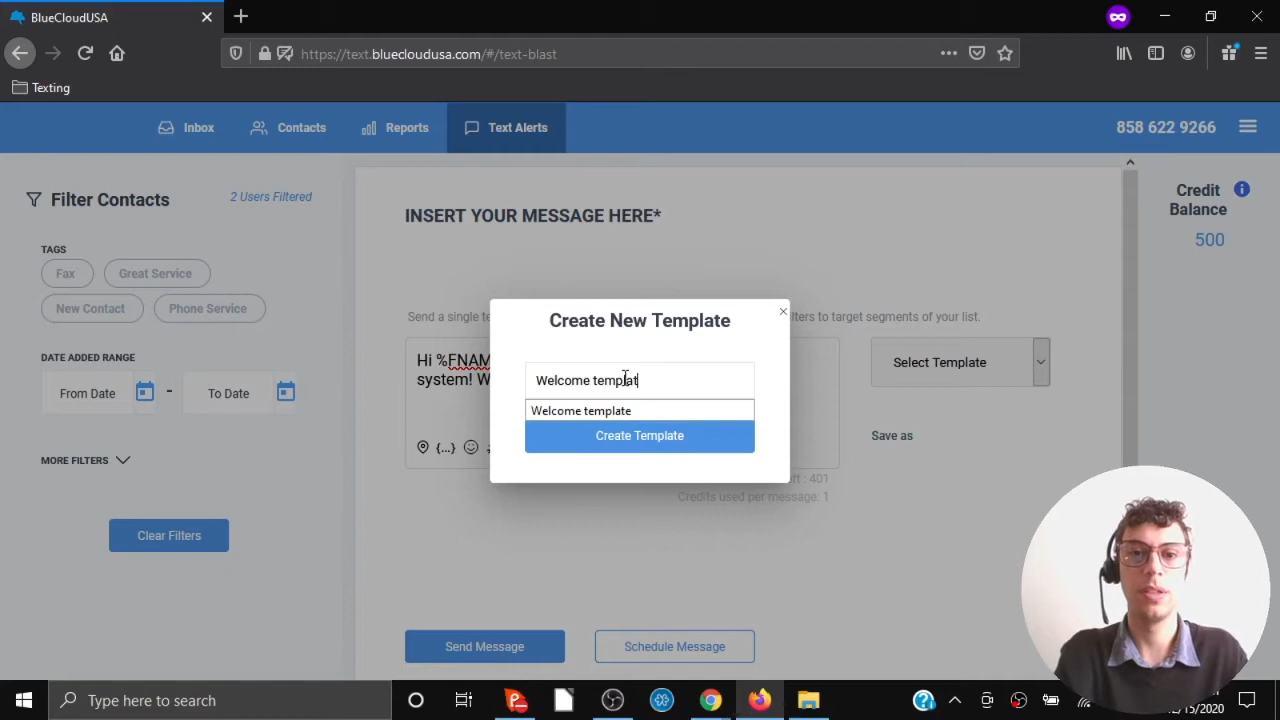 BlueCloudUSA
https://text.bluecloudusa.com/#/text-blast
Texting
Inbox
Contacts
Reports
Text Alerts
858 622 9266
Filter Contacts
2 Users Filtered
TAGS
Fax
Great Service
New Contact
Phone Service
DATE ADDED RANGE
From Date
-
To Date
MORE FILTERS
Clear Filters
INSERT YOUR MESSAGE HERE*
Send a single te
lters to target segments of your list.
Hi %FNAM
system! W
{...}
Select Template
Save as
: 401
Credits used per message: 1
Send Message
Schedule Message
Create New Template
Welcome templat
Welcome template
Create Template
Credit
Balance
500
Type here to search